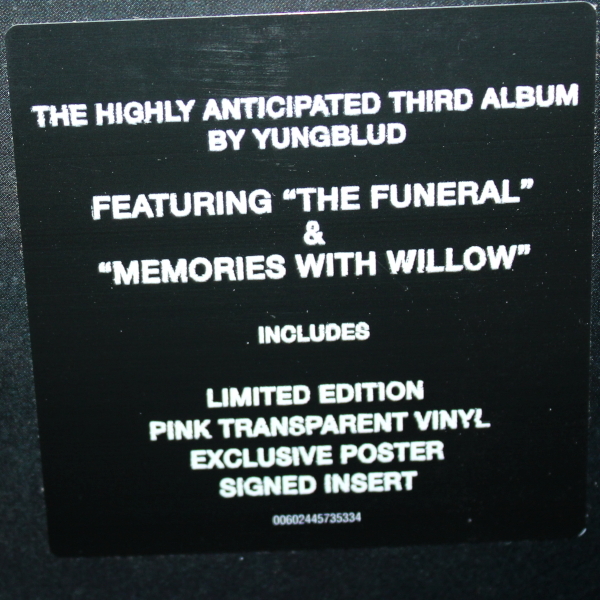 THE HIGHLY ANTICIPATED THIRD ALBUM
BY YUNGBLUD
FEATURING "THE FUNERAL"
&
"MEMORIES WITH WILLOW"
INCLUDES
LIMITED EDITION
PINK TRANSPARENT VINYL
EXCLUSIVE POSTER
SIGNED INSERT
00602445735334